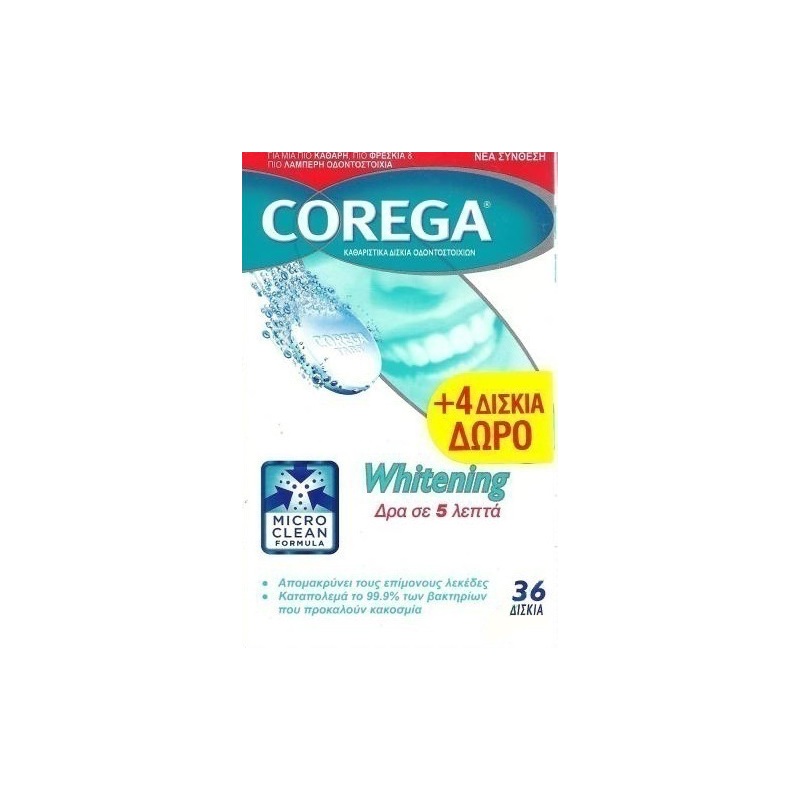 ΓΙΑ ΜΙΑ ΠΙΟ ΚΑΘΑΡΗ, ΠΙΟ ΦΡΕΣΚΙΑ &
ΠΙΟ ΛΑΜΠΕΡΗ ΟΔΟΝΤΟΣΤΟΙΧΙΑ
ΝΕΑ ΣΥΝΘΕΣΗ
COREGA®
ΚΑΘΑΡΙΣΤΙΚΑ ΔΙΣΚΙΑ ΟΔΟΝΤΟΣΤΟΙΧΙΩΝ
COREGA
TABS
+4 ΔΙΣΚΙΑ
ΔΩΡΟ
Whitening
Δρα σε 5 λεπτά
MICRO
CLEAN
FORMULA
• Απομακρύνει τους επίμονους λεκέδες
• Καταπολεμά το 99.9% των βακτηρίων
που προκαλούν κακοσμία
36
ΔΙΣΚΙΑ